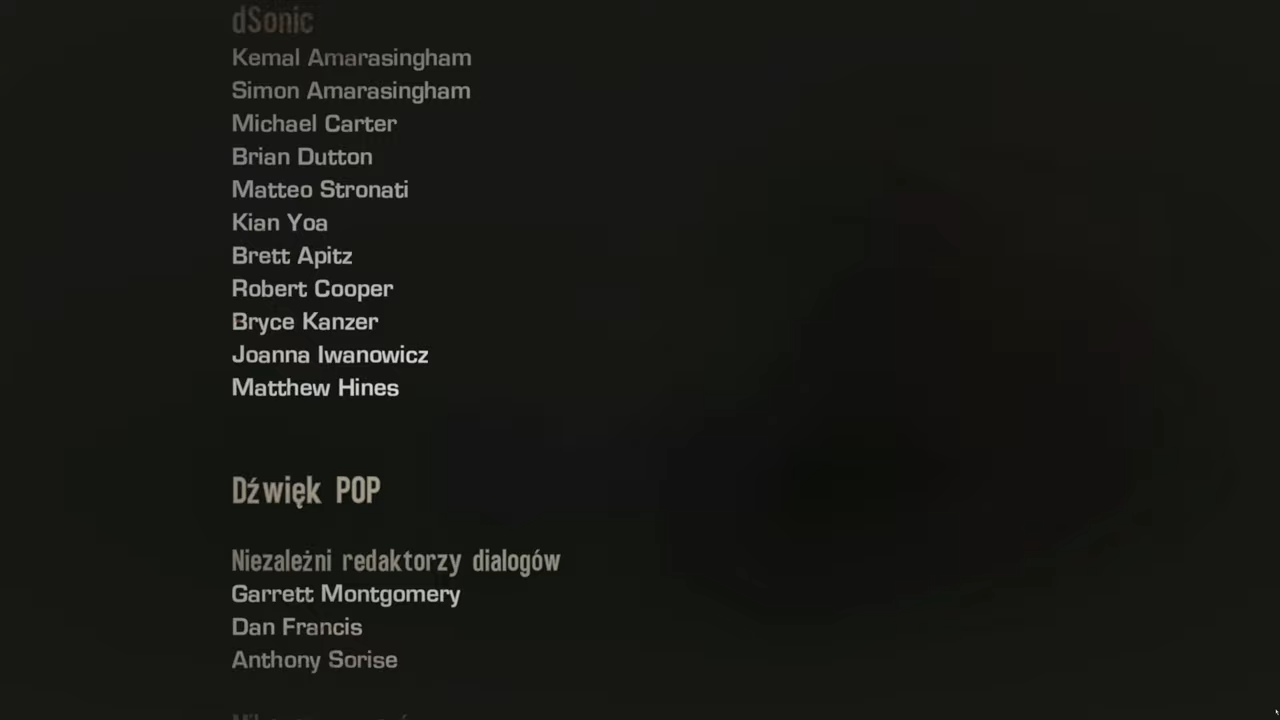 dSonic
Kemal Amarasingham
Simon Amarasingham
Michael Carter
Brian Dutton
Matteo Stronati
Kian Yoa
Brett Apitz
Robert Cooper
Bryce Kanzer
Joanna Iwanowicz
Matthew Hines
Dźwięk POP
Niezależni redaktorzy dialogów
Garrett Montgomery
Dan Francis
Anthony Sorise